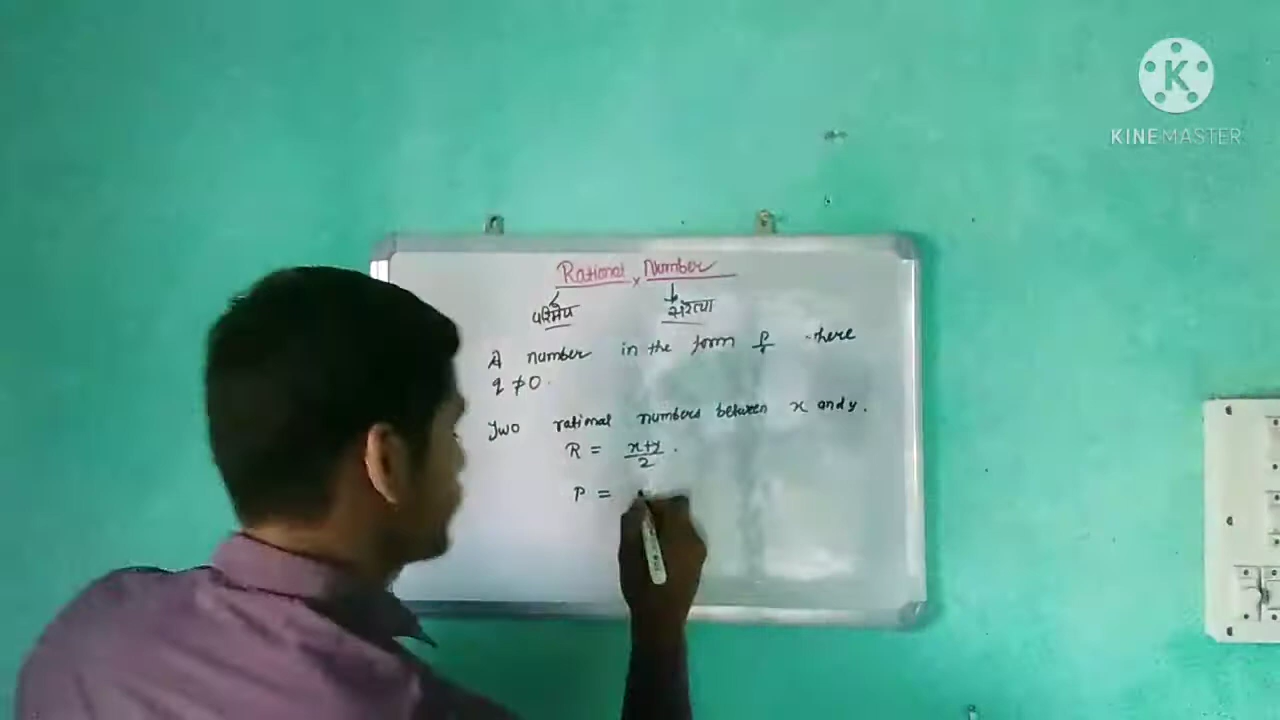 KINEMASTER
Rational Number
परिमेय संख्या
A number in the form p/q where
q ≠ 0.
Two rational numbers between x and y.
R = x+y/2 .
P =